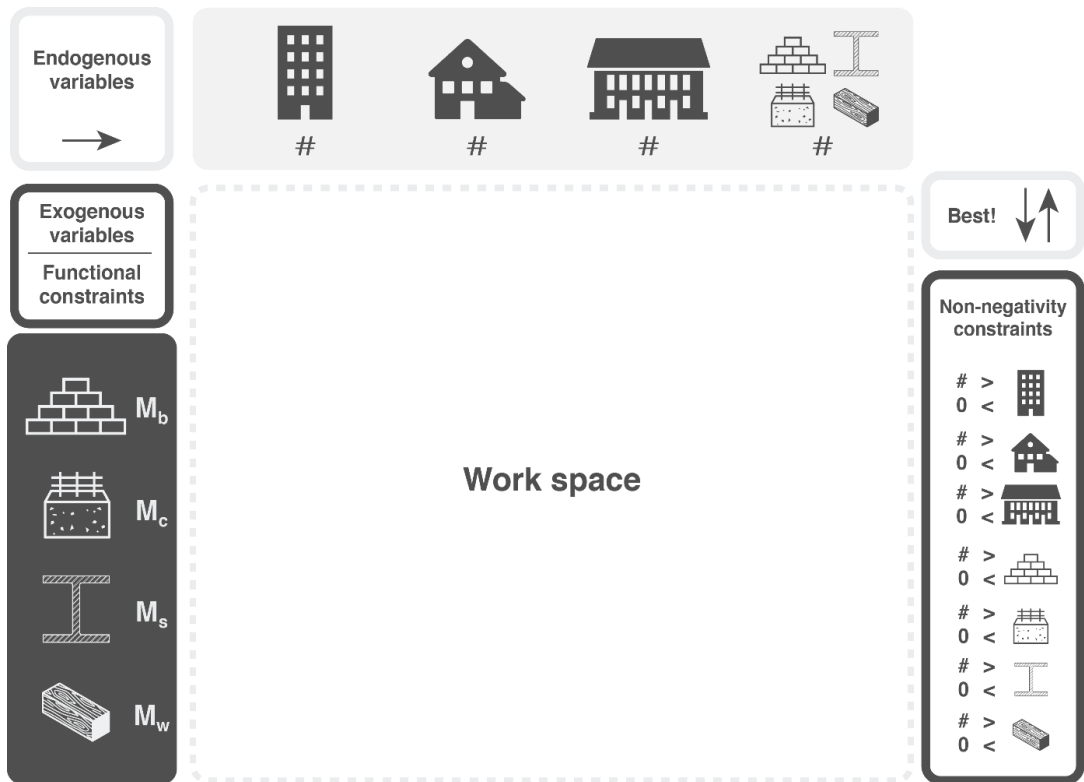 Endogenous
variables
# # # #
Exogenous
variables
Functional
constraints
M_b
M_c
M_s
M_w
Work space
Best!
Non-negativity
constraints
# >
0 <
# >
0 <
# >
0 <
# >
0 <
# >
0 <
# >
0 <
# >
0 <